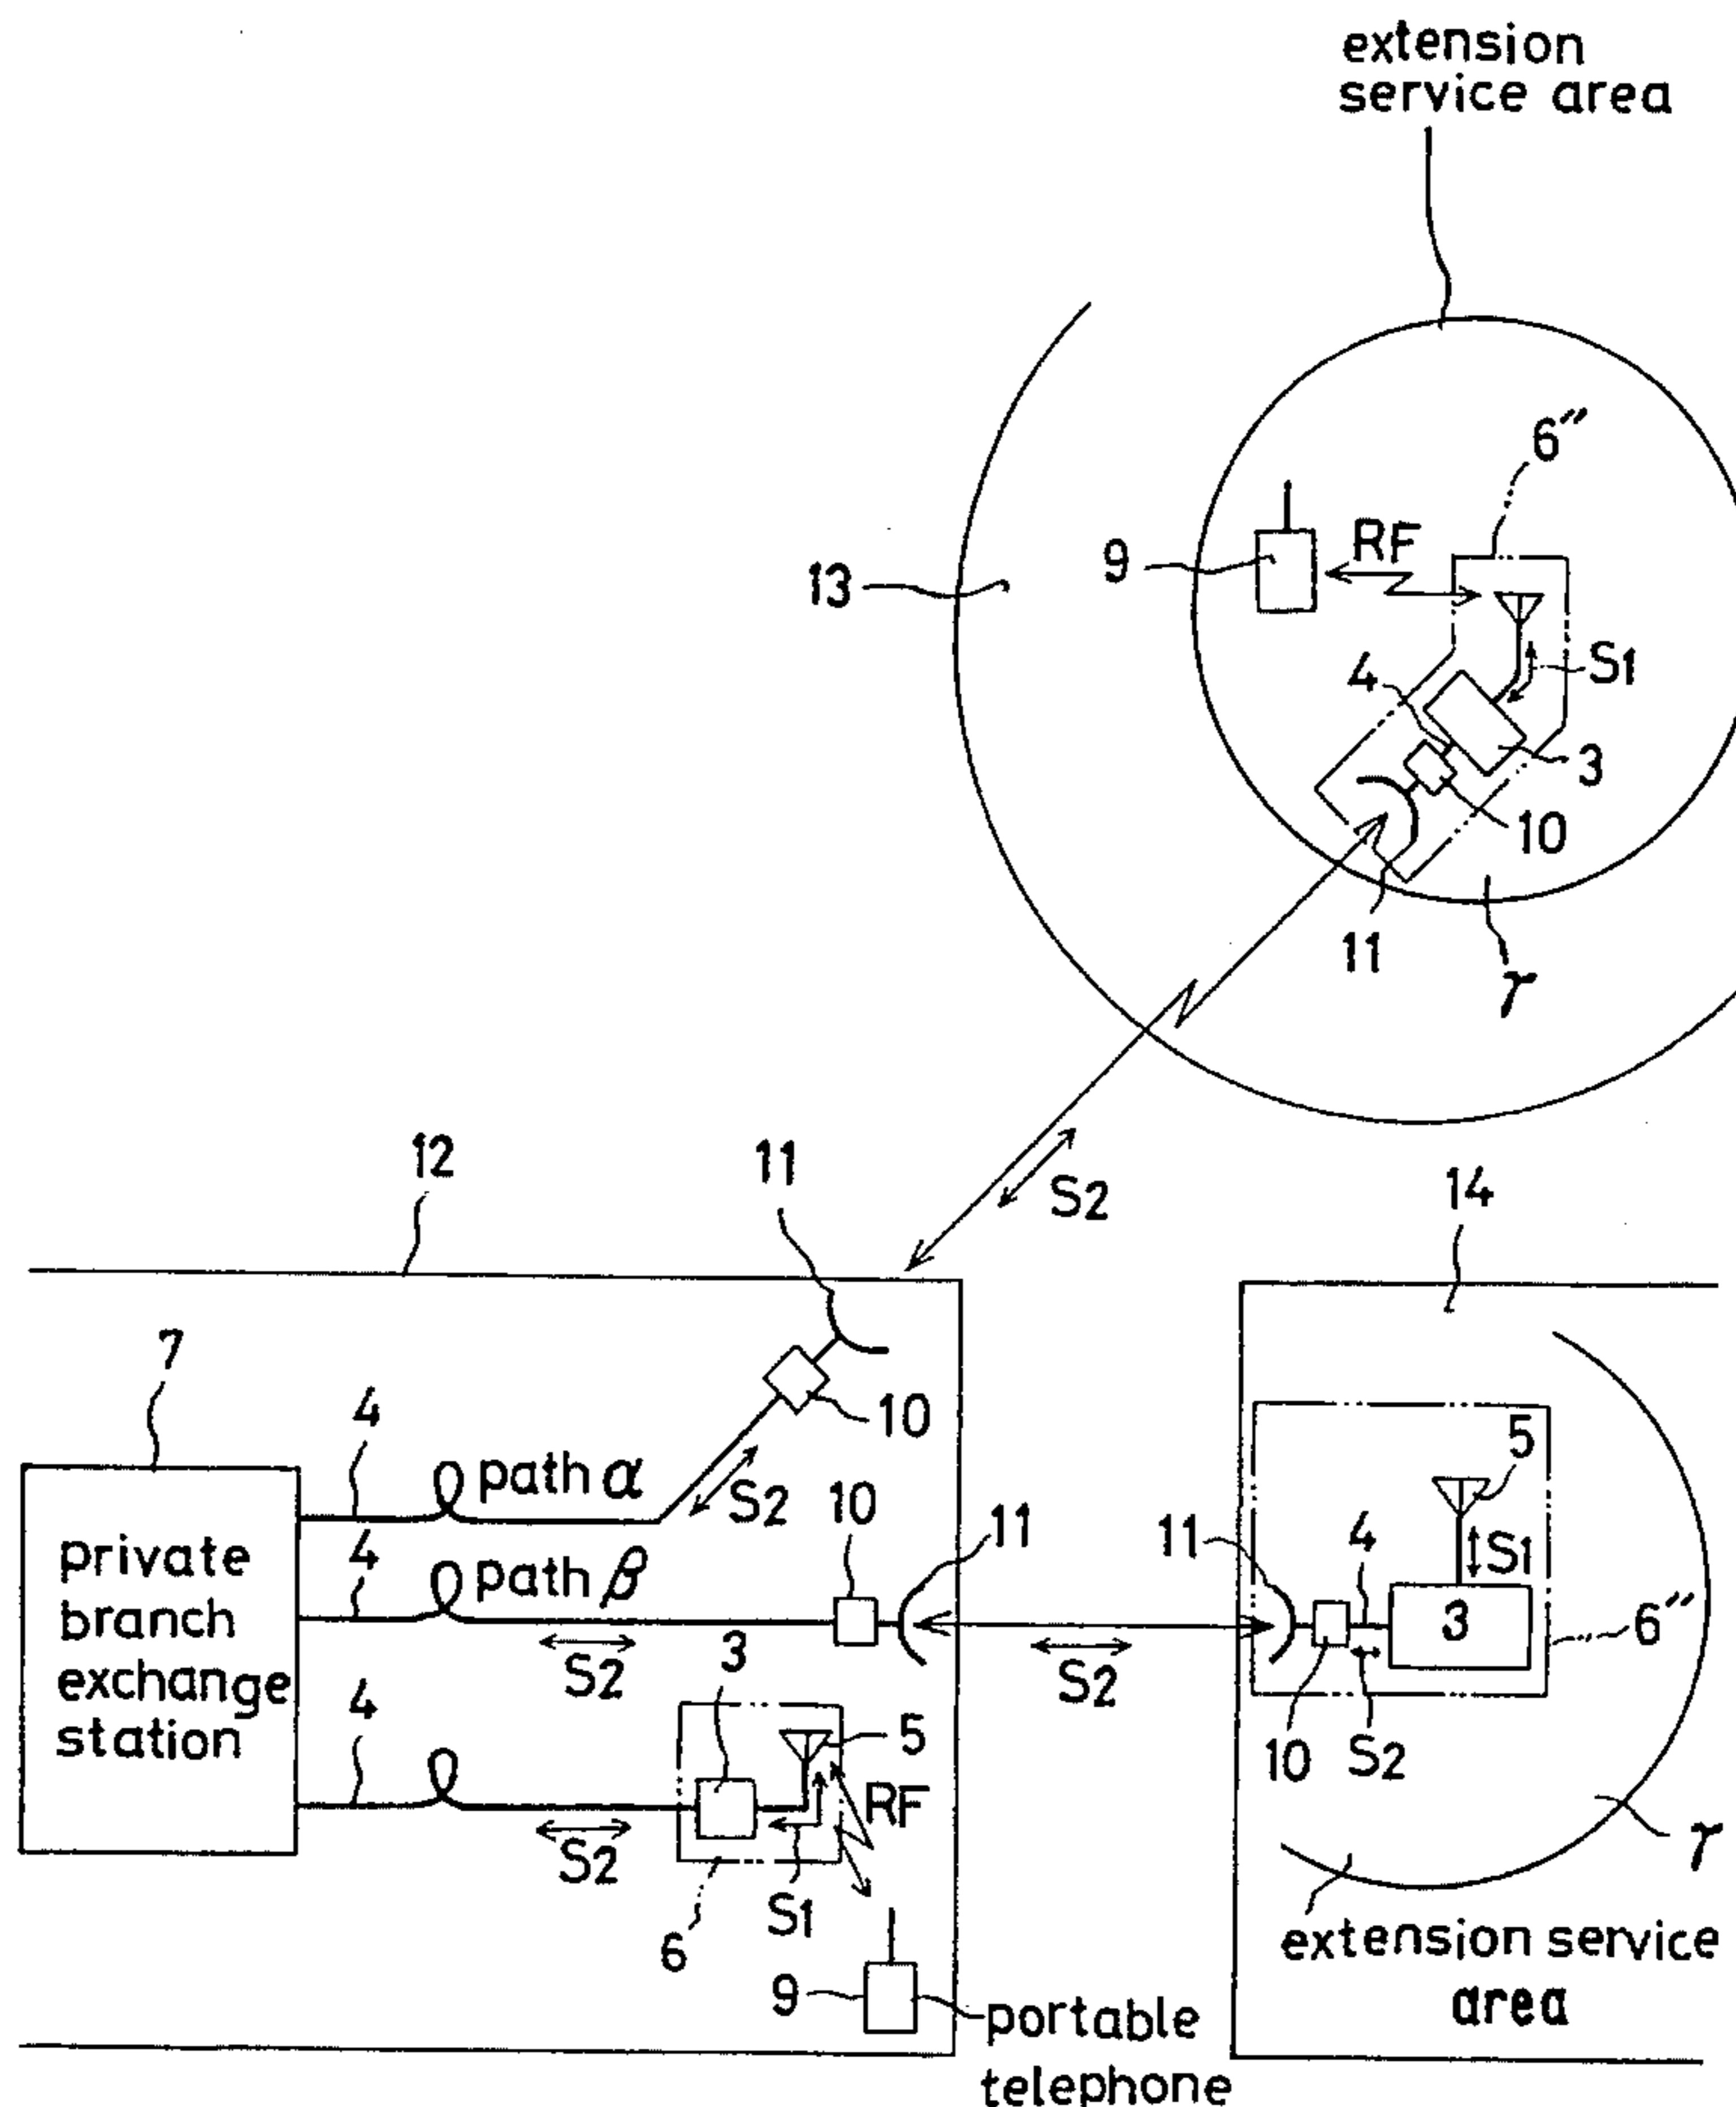 extension
service area
6″
RF
9
13
4
S1
3
10
11
γ
S2
12
11
14
7
4
10
path α
S2
5
private
branch
exchange
station
4
path β
10
11
11
4
S1
3
6″
S2
3
S2
10
S2
4
5
RF
S2
S1
6
γ
9
portable
telephone
extension service
area